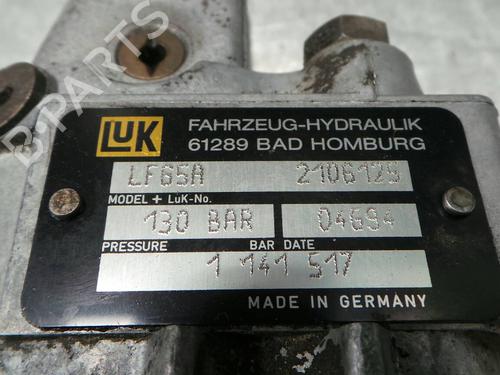 B-PARTS
LUK
FAHRZEUG-HYDRAULIK
61289 BAD HOMBURG
LF65A 2106125
MODEL + LuK-No.
130 BAR 04694
PRESSURE BAR DATE
1 141 517
MADE IN GERMANY